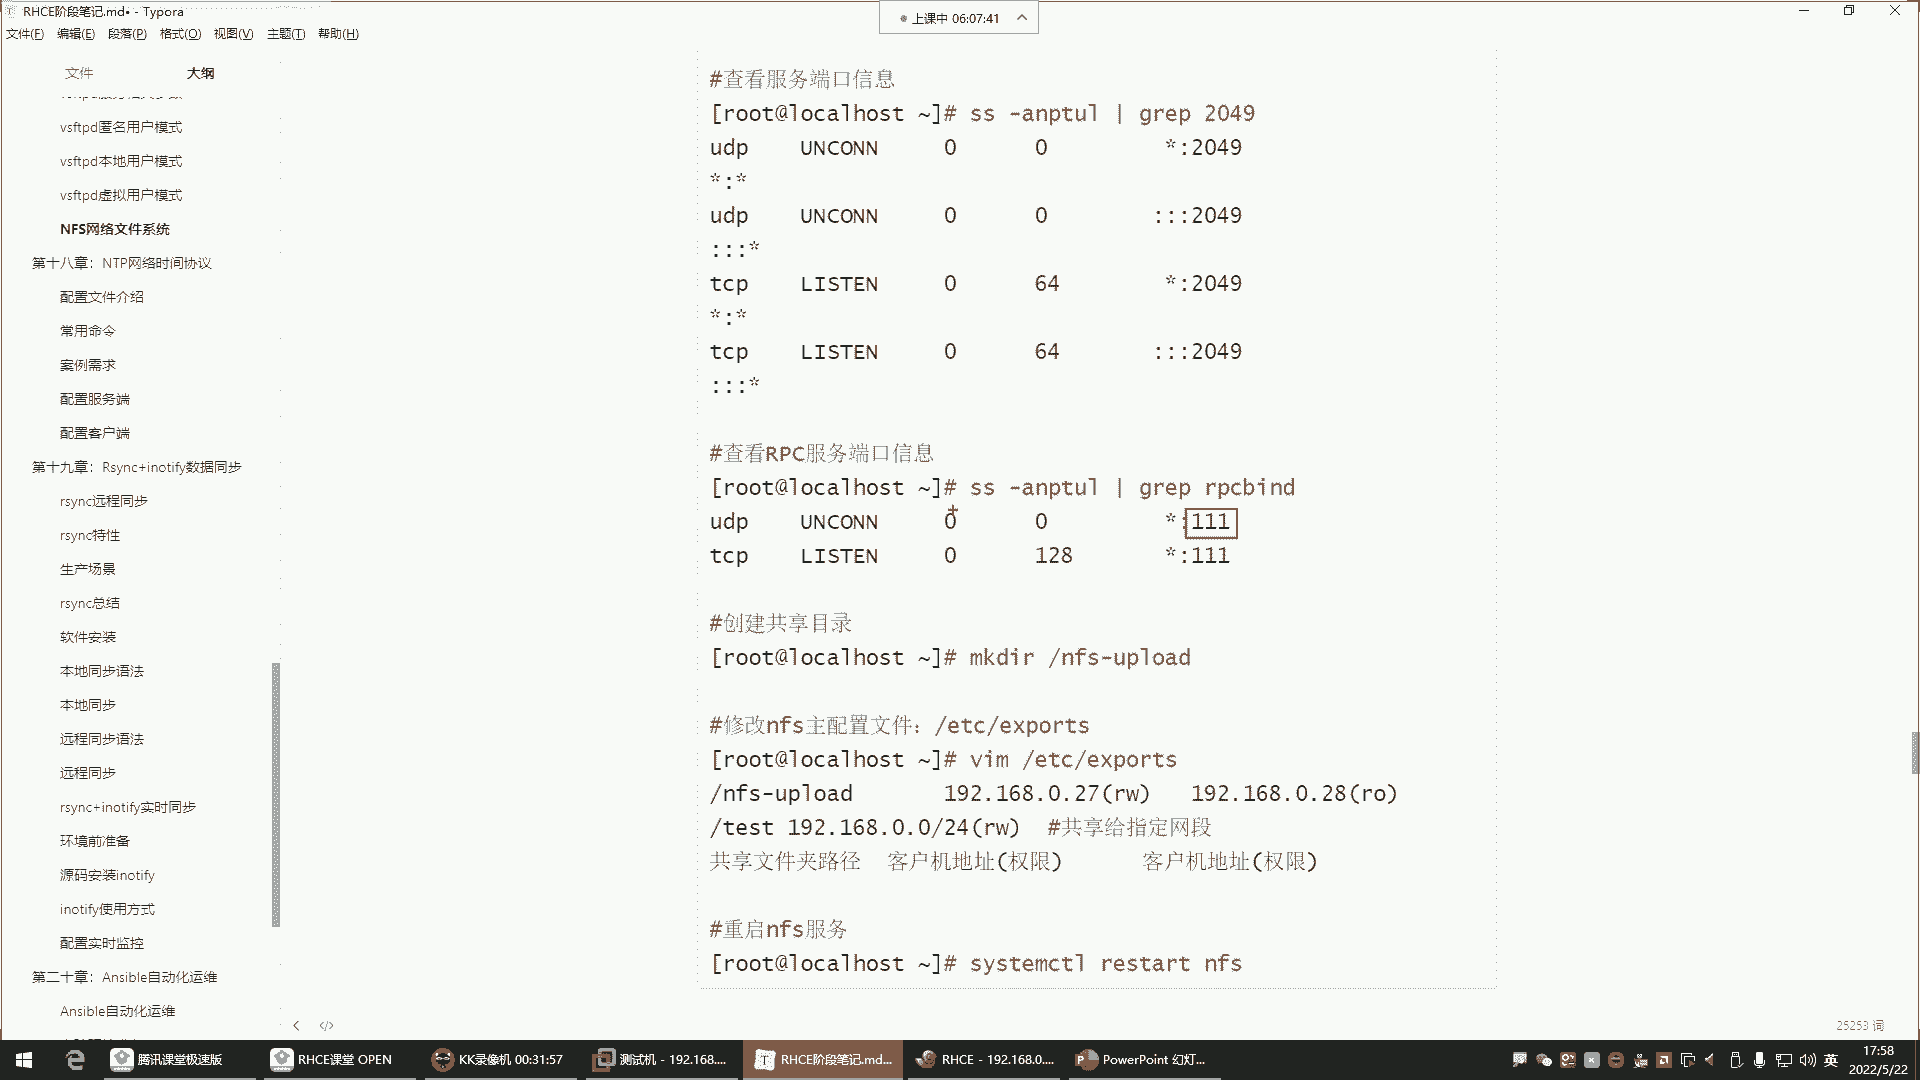 RHCE阶段笔记.md• - Typora
上课中 06:07:41
文件(F) 编辑(E) 段落(P) 格式(O) 视图(V) 主题(T) 帮助(H)
文件 大纲
vsftpd匿名用户模式
vsftpd本地用户模式
vsftpd虚拟用户模式
NFS网络文件系统
第十八章：NTP网络时间协议
配置文件介绍
常用命令
案例需求
配置服务端
配置客户端
第十九章：Rsync+inotify数据同步
rsync远程同步
rsync特性
生产场景
rsync总结
软件安装
本地同步语法
本地同步
远程同步语法
远程同步
rsync+inotify实时同步
环境前准备
源码安装inotify
inotify使用方式
配置实时监控
第二十章：Ansible自动化运维
Ansible自动化运维
#查看服务端口信息
[root@localhost ~]# ss -anptul | grep 2049
udp UNCONN 0 0 *:2049
*:*
udp UNCONN 0 0 :::2049
:::*
tcp LISTEN 0 64 *:2049
*:*
tcp LISTEN 0 64 :::2049
:::*
#查看RPC服务端口信息
[root@localhost ~]# ss -anptul | grep rpcbind
udp UNCONN 0 0 *:111
tcp LISTEN 0 128 *:111
#创建共享目录
[root@localhost ~]# mkdir /nfs-upload
#修改nfs主配置文件：/etc/exports
[root@localhost ~]# vim /etc/exports
/nfs-upload 192.168.0.27(rw) 192.168.0.28(ro)
/test 192.168.0.0/24(rw) #共享给指定网段
共享文件夹路径 客户机地址(权限) 客户机地址(权限)
#重启nfs服务
[root@localhost ~]# systemctl restart nfs
25253 词
腾讯课堂极速版 RHCE课堂 OPEN KK录像机 00:31:57 测试机 - 192.168.... RHCE阶段笔记.md... RHCE - 192.168.0.... PowerPoint 幻灯...
英
17:58
2022/5/22